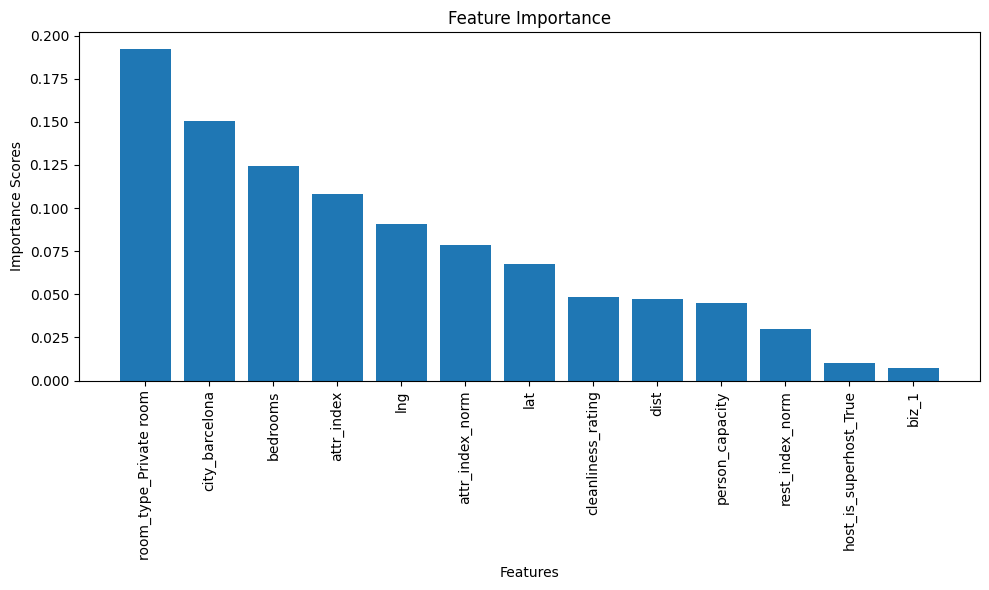 Feature Importance
Importance Scores
0.200
0.175
0.150
0.125
0.100
0.075
0.050
0.025
0.000
room_type_Private room
city_barcelona
bedrooms
attr_index
lng
attr_index_norm
lat
cleanliness_rating
dist
person_capacity
rest_index_norm
host_is_superhost_True
biz_1
Features